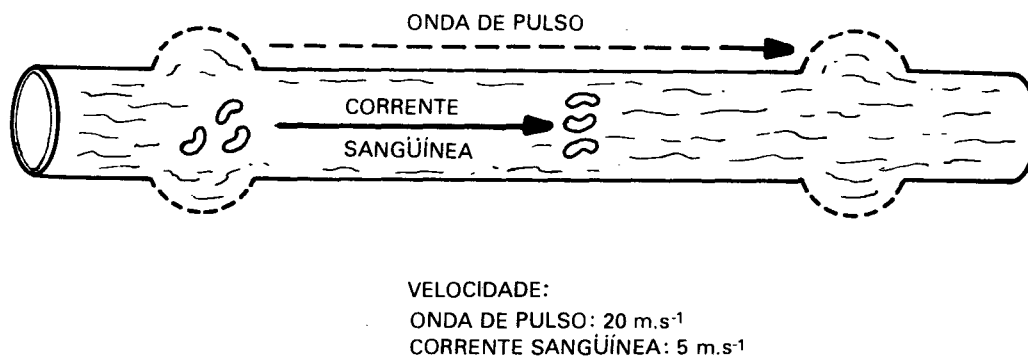 ONDA DE PULSO
CORRENTE
SANGÜÍNEA
VELOCIDADE:
ONDA DE PULSO: 20 m.s⁻¹
CORRENTE SANGÜÍNEA: 5 m.s⁻¹